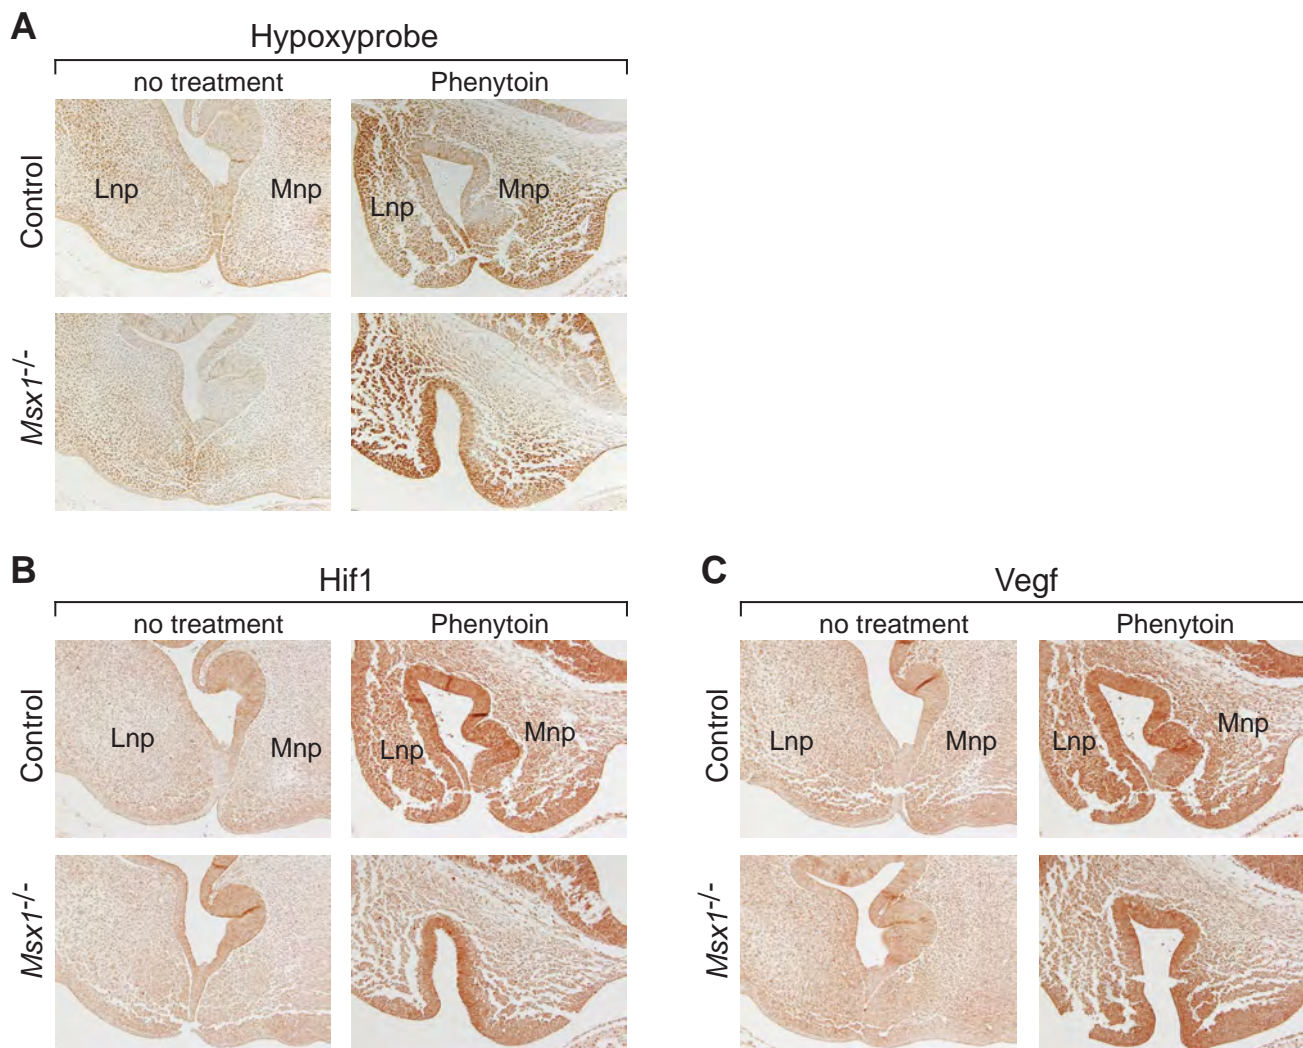 A
Hypoxyprobe
no treatment Phenytoin
Control
Lnp Mnp Lnp Mnp
Msx1-/-
B
Hif1
no treatment Phenytoin
Control
Lnp Mnp Lnp Mnp
Msx1-/-
C
Vegf
no treatment Phenytoin
Control
Lnp Mnp Lnp Mnp
Msx1-/-